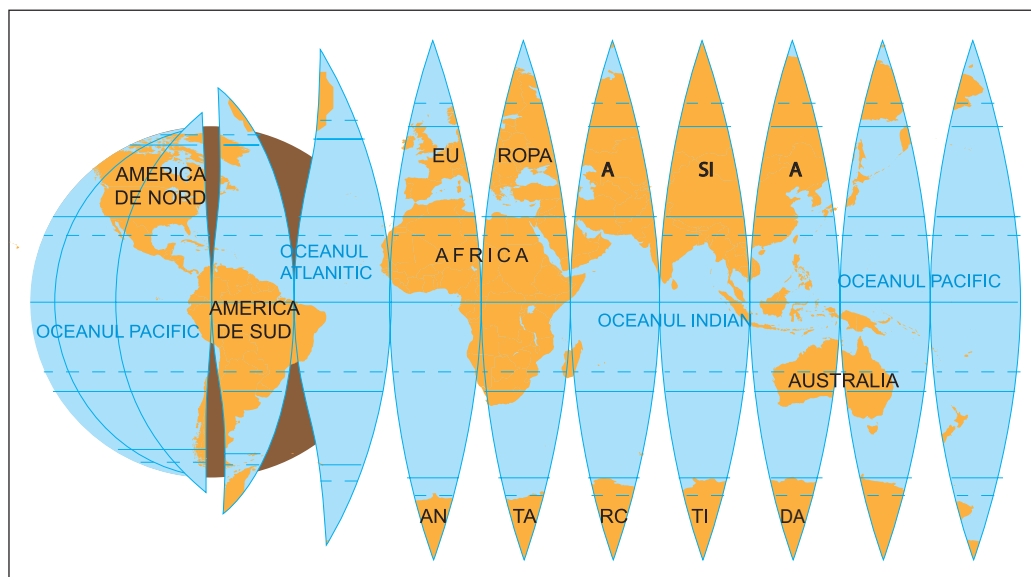 AMERICA
DE NORD
EU ROPA
A SI A
OCEANUL
ATLANITIC
AFRICA
OCEANUL PACIFIC
AMERICA
DE SUD
OCEANUL PACIFIC
OCEANUL INDIAN
AUSTRALIA
AN TA RC TI DA